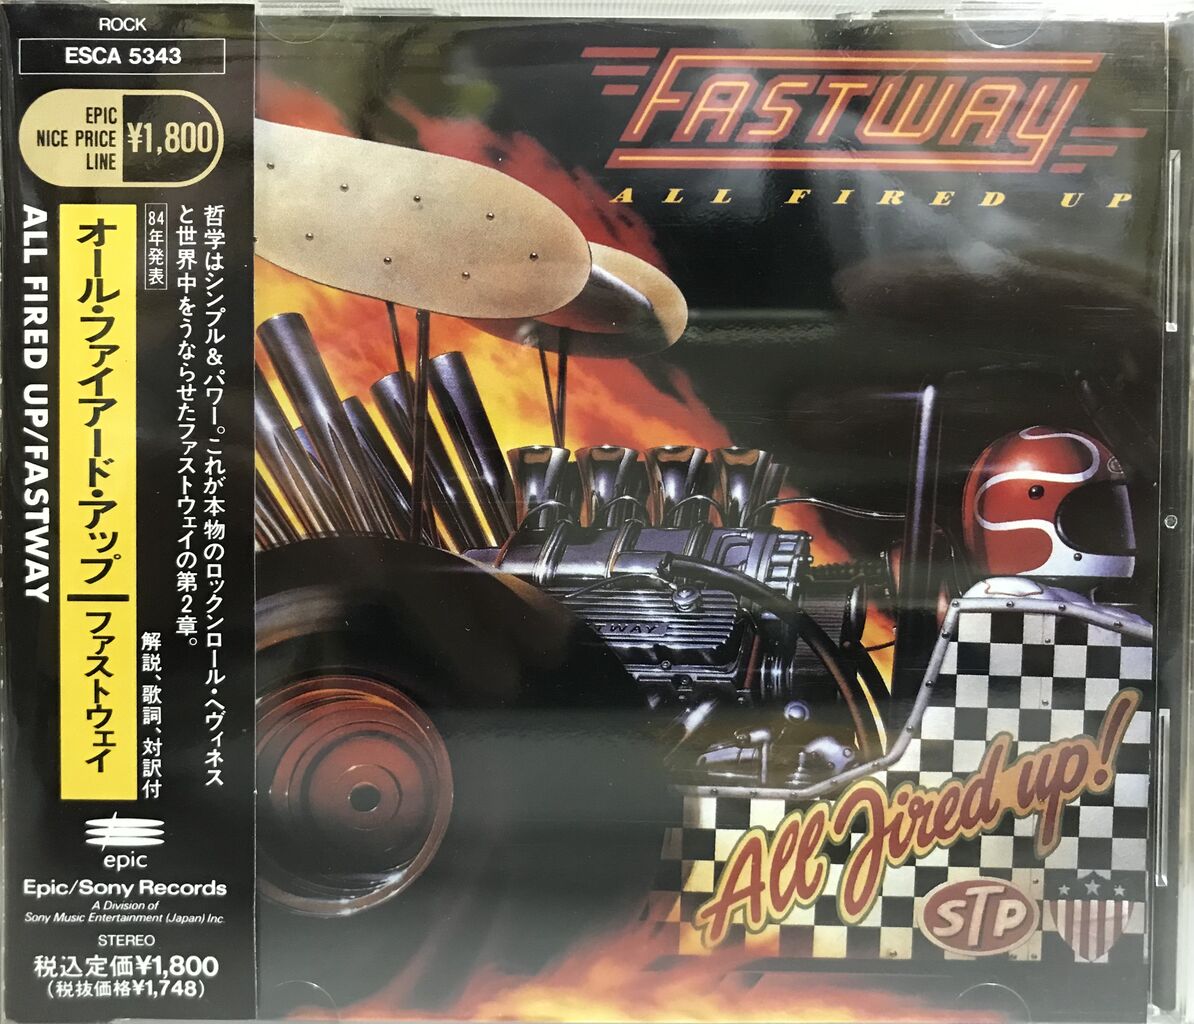 ROCK
ESCA 5343
EPIC
NICE PRICE
LINE
¥1,800
ALL FIRED UP/FASTWAY
オール・ファイアード・アップ/ファストウェイ
84年発表
哲学はシンプル&パワー。これが本物のロックンロール・ヘヴィネス
と世界中をうならせたファストウェイの第2章。
解説、歌詞、対訳付
epic
Epic/Sony Records
A Division of
Sony Music Entertainment (Japan) Inc.
STEREO
税込定価¥1,800
(税抜価格¥1,748)
FASTWAY
ALL FIRED UP
All Fired up!
STP